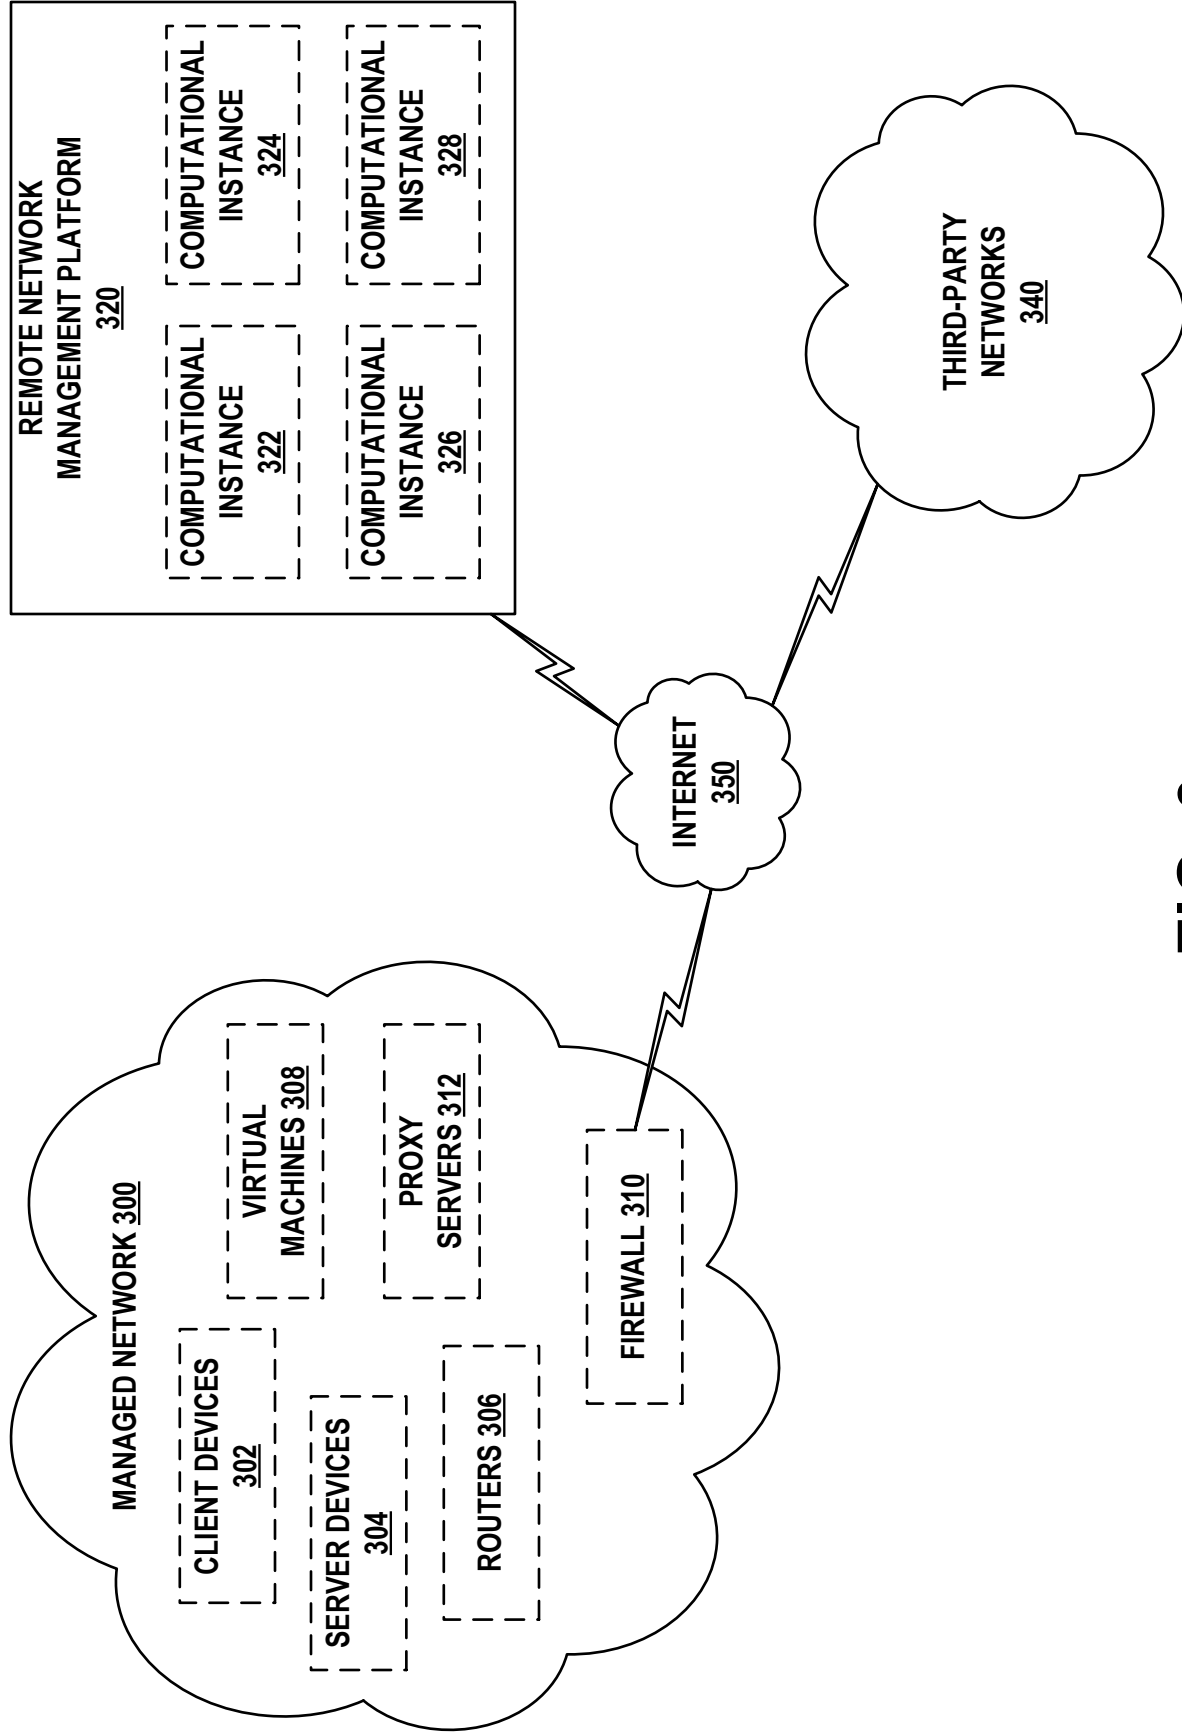 MANAGED NETWORK 300
CLIENT DEVICES
302
VIRTUAL
MACHINES 308
SERVER DEVICES
304
PROXY
SERVERS 312
ROUTERS 306
FIREWALL 310
INTERNET
350
REMOTE NETWORK
MANAGEMENT PLATFORM
320
COMPUTATIONAL
INSTANCE
322
COMPUTATIONAL
INSTANCE
324
COMPUTATIONAL
INSTANCE
326
COMPUTATIONAL
INSTANCE
328
THIRD-PARTY
NETWORKS
340